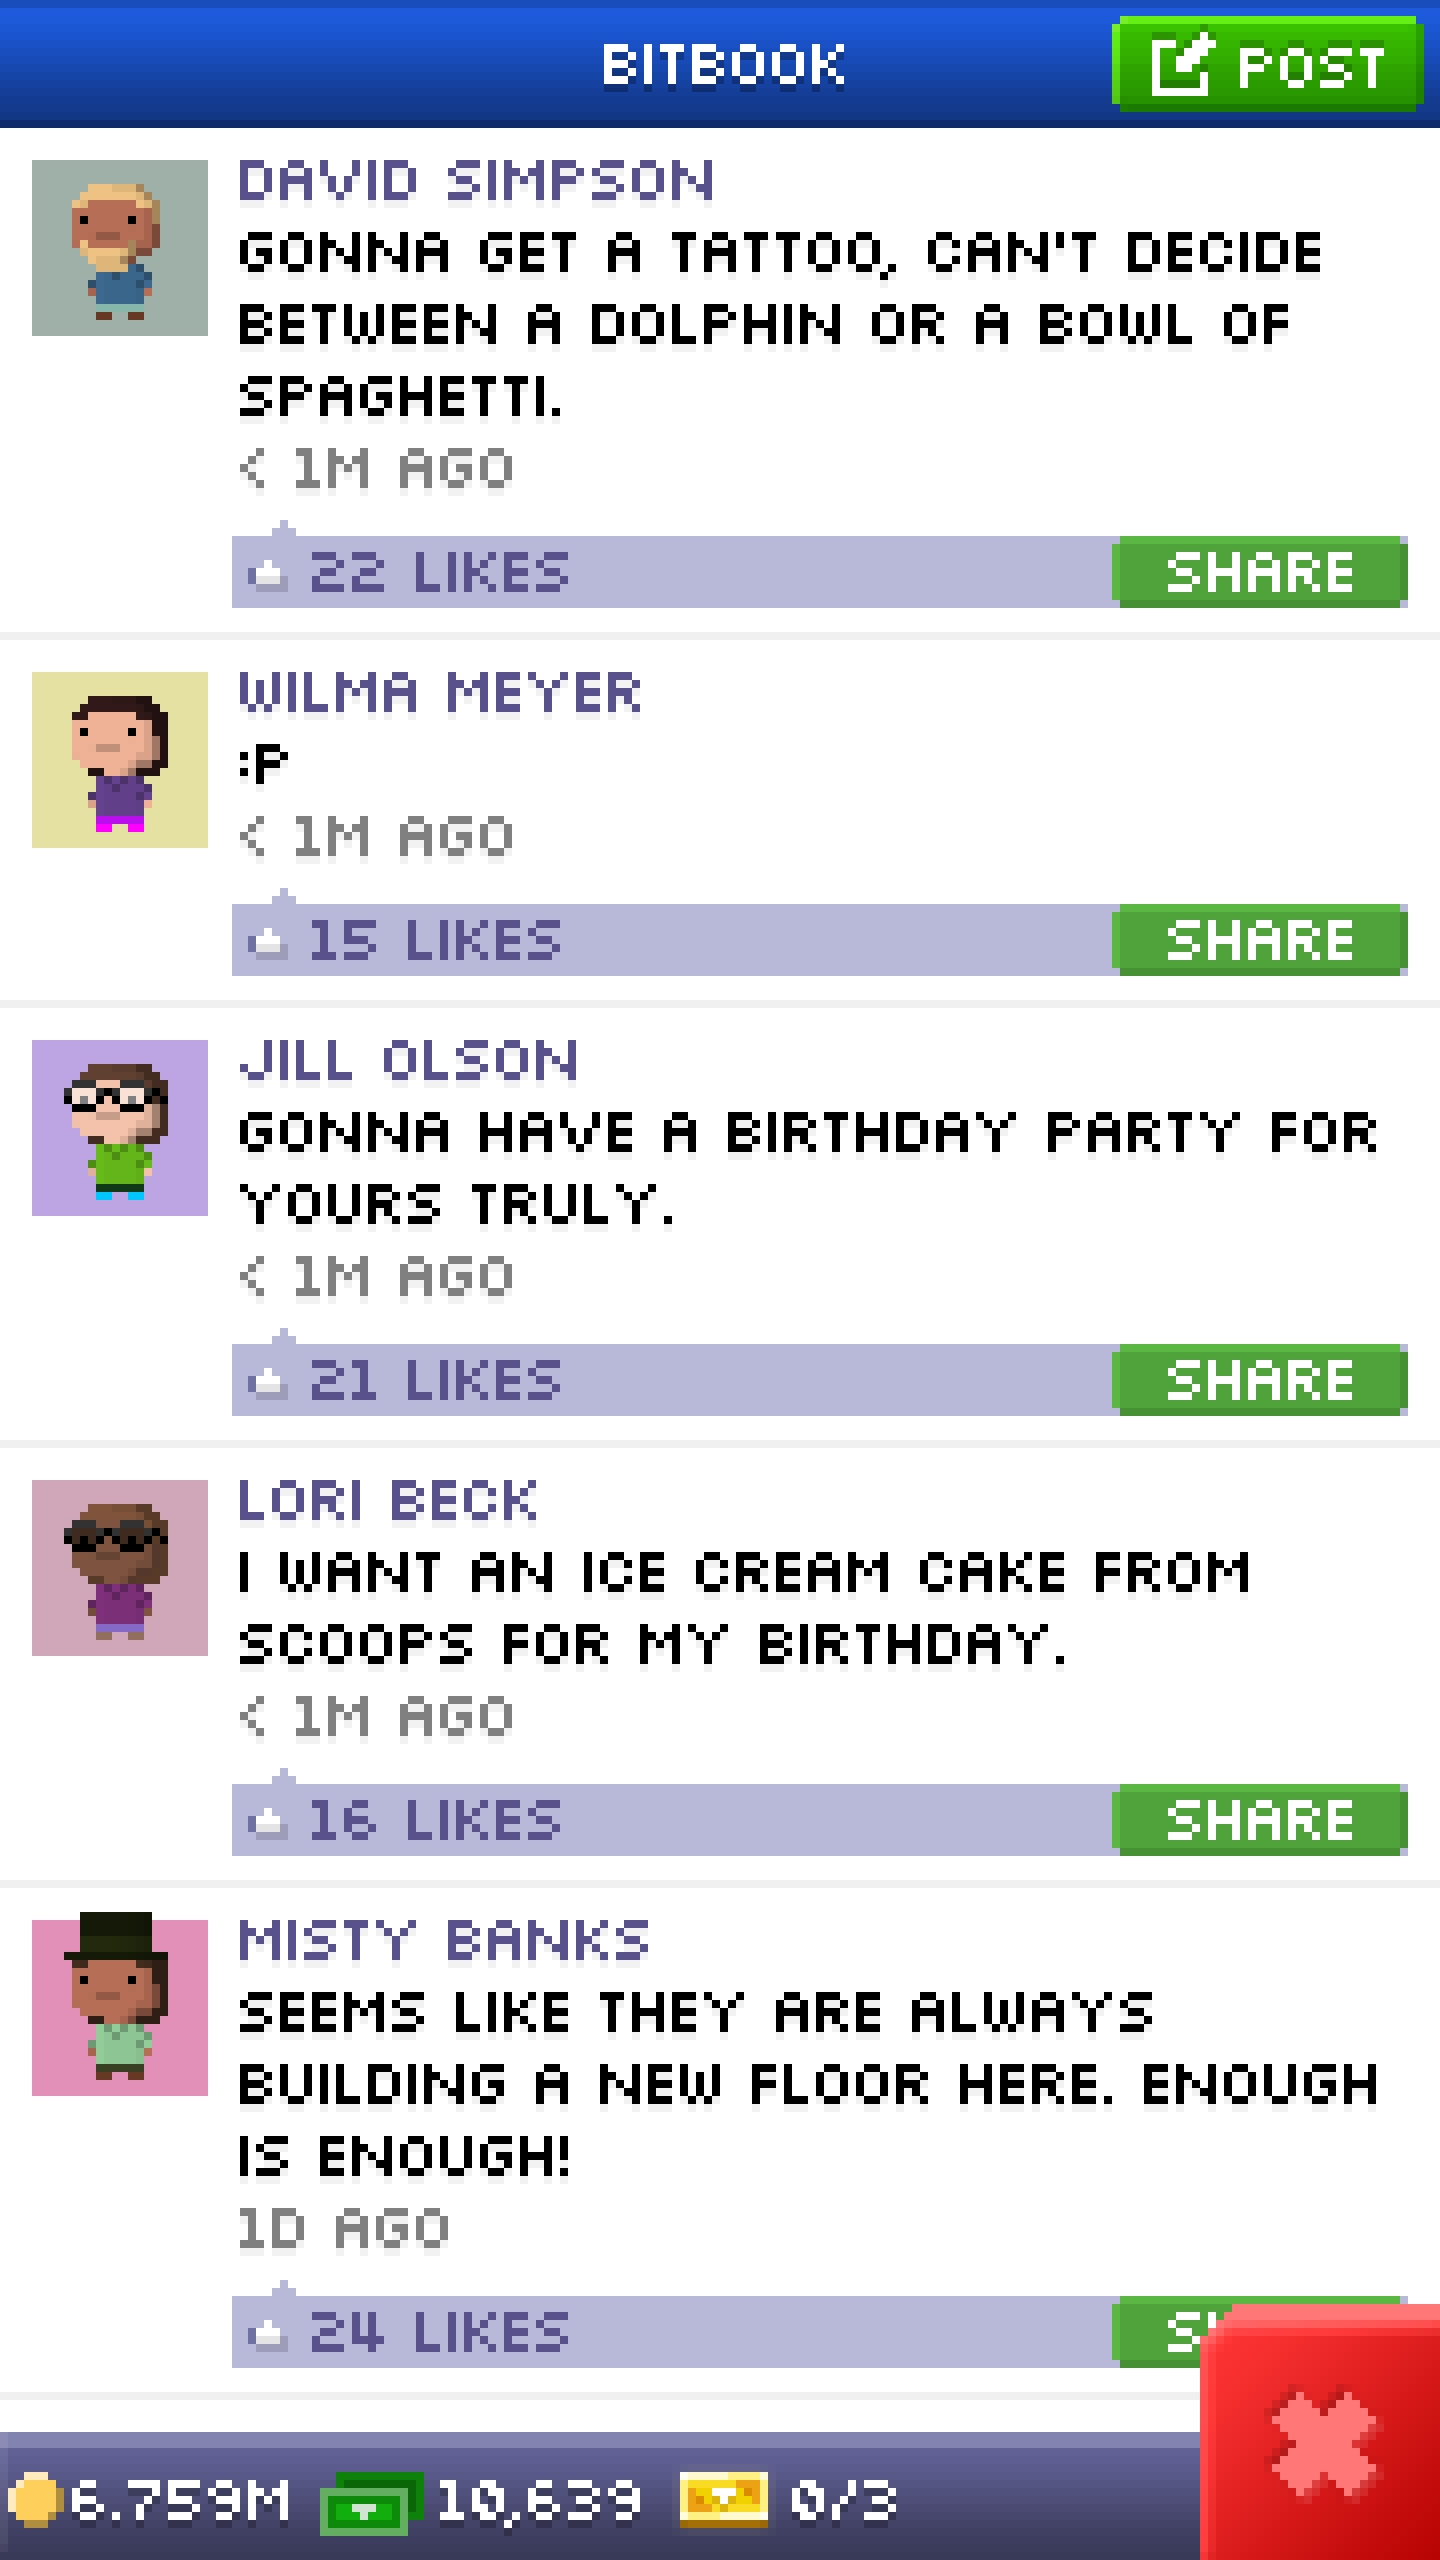 BITBOOK
POST
DAVID SIMPSON
GONNA GET A TATTOO, CAN'T DECIDE
BETWEEN A DOLPHIN OR A BOWL OF
SPAGHETTI.
< 1M AGO
22 LIKES
SHARE
WILMA MEYER
:P
< 1M AGO
15 LIKES
SHARE
JILL OLSON
GONNA HAVE A BIRTHDAY PARTY FOR
YOURS TRULY.
< 1M AGO
21 LIKES
SHARE
LORI BECK
I WANT AN ICE CREAM CAKE FROM
SCOOPS FOR MY BIRTHDAY.
< 1M AGO
16 LIKES
SHARE
MISTY BANKS
SEEMS LIKE THEY ARE ALWAYS
BUILDING A NEW FLOOR HERE. ENOUGH
IS ENOUGH!
1D AGO
24 LIKES
6.759M 10,639 0/3